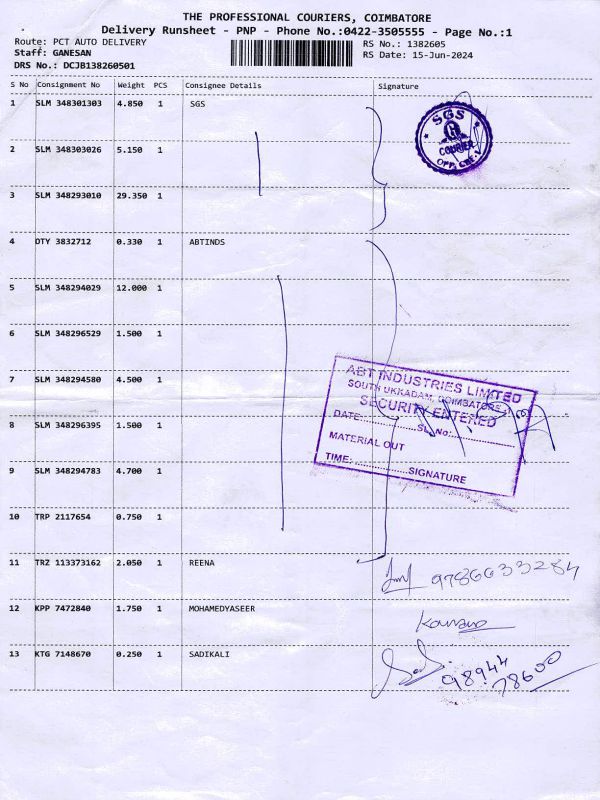 THE PROFESSIONAL COURIERS, COIMBATORE
Delivery Runsheet - PNP - Phone No.:0422-3505555 - Page No.:1
Route: PCT AUTO DELIVERY
RS No.: 1382605
Staff: GANESAN
RS Date: 15-Jun-2024
DRS No.: DCJB138260501
S No Consignment No Weight PCS Consignee Details Signature
1 SLM 348301303 4.850 1 SGS
SGS
COURIER
2 SLM 348303026 5.150 1
3 SLM 348293010 29.350 1
4 DTY 3832712 0.330 1 ABTINDS
5 SLM 348294029 12.000 1
6 SLM 348296529 1.500 1
7 SLM 348294580 4.500 1
ABT INDUSTRIES LIMITED
SOUTH UKKADAM, COIMBATORE
SECURITY ENTERED
DATE:............SL.No...............
MATERIAL OUT
TIME: ...............SIGNATURE
8 SLM 348296395 1.500 1
9 SLM 348294783 4.700 1
10 TRP 2117654 0.750 1
11 TRZ 113373162 2.050 1 REENA
9786633284
12 KPP 7472840 1.750 1 MOHAMEDYASEER
13 KTG 7148670 0.250 1 SADIKALI
98944
78600